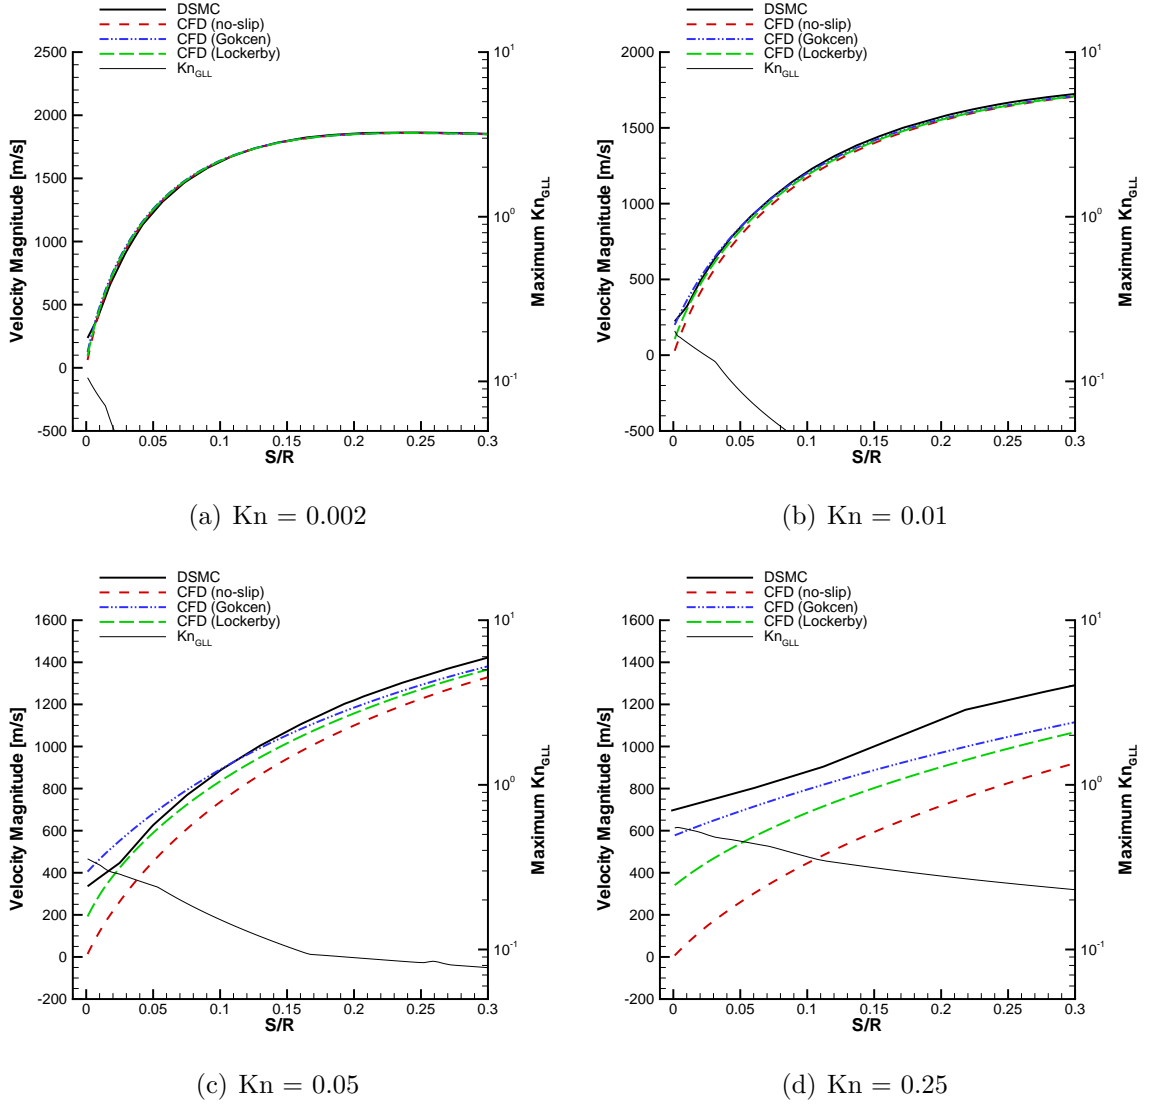 DSMC
CFD (no-slip)
CFD (Gokcen)
CFD (Lockerby)
Kn_GLL
2500
2000
1500
1000
500
0
-500
Velocity Magnitude [m/s]
0 0.05 0.1 0.15 0.2 0.25 0.3
S/R
10^1
10^0
10^-1
Maximum Kn_GLL
(a) Kn = 0.002
DSMC
CFD (no-slip)
CFD (Gokcen)
CFD (Lockerby)
Kn_GLL
2000
1500
1000
500
0
-500
Velocity Magnitude [m/s]
0 0.05 0.1 0.15 0.2 0.25 0.3
S/R
10^1
10^0
10^-1
Maximum Kn_GLL
(b) Kn = 0.01
DSMC
CFD (no-slip)
CFD (Gokcen)
CFD (Lockerby)
Kn_GLL
1600
1400
1200
1000
800
600
400
200
0
-200
Velocity Magnitude [m/s]
0 0.05 0.1 0.15 0.2 0.25 0.3
S/R
10^1
10^0
10^-1
Maximum Kn_GLL
(c) Kn = 0.05
DSMC
CFD (no-slip)
CFD (Gokcen)
CFD (Lockerby)
Kn_GLL
1600
1400
1200
1000
800
600
400
200
0
-200
Velocity Magnitude [m/s]
0 0.05 0.1 0.15 0.2 0.25 0.3
S/R
10^1
10^0
10^-1
Maximum Kn_GLL
(d) Kn = 0.25